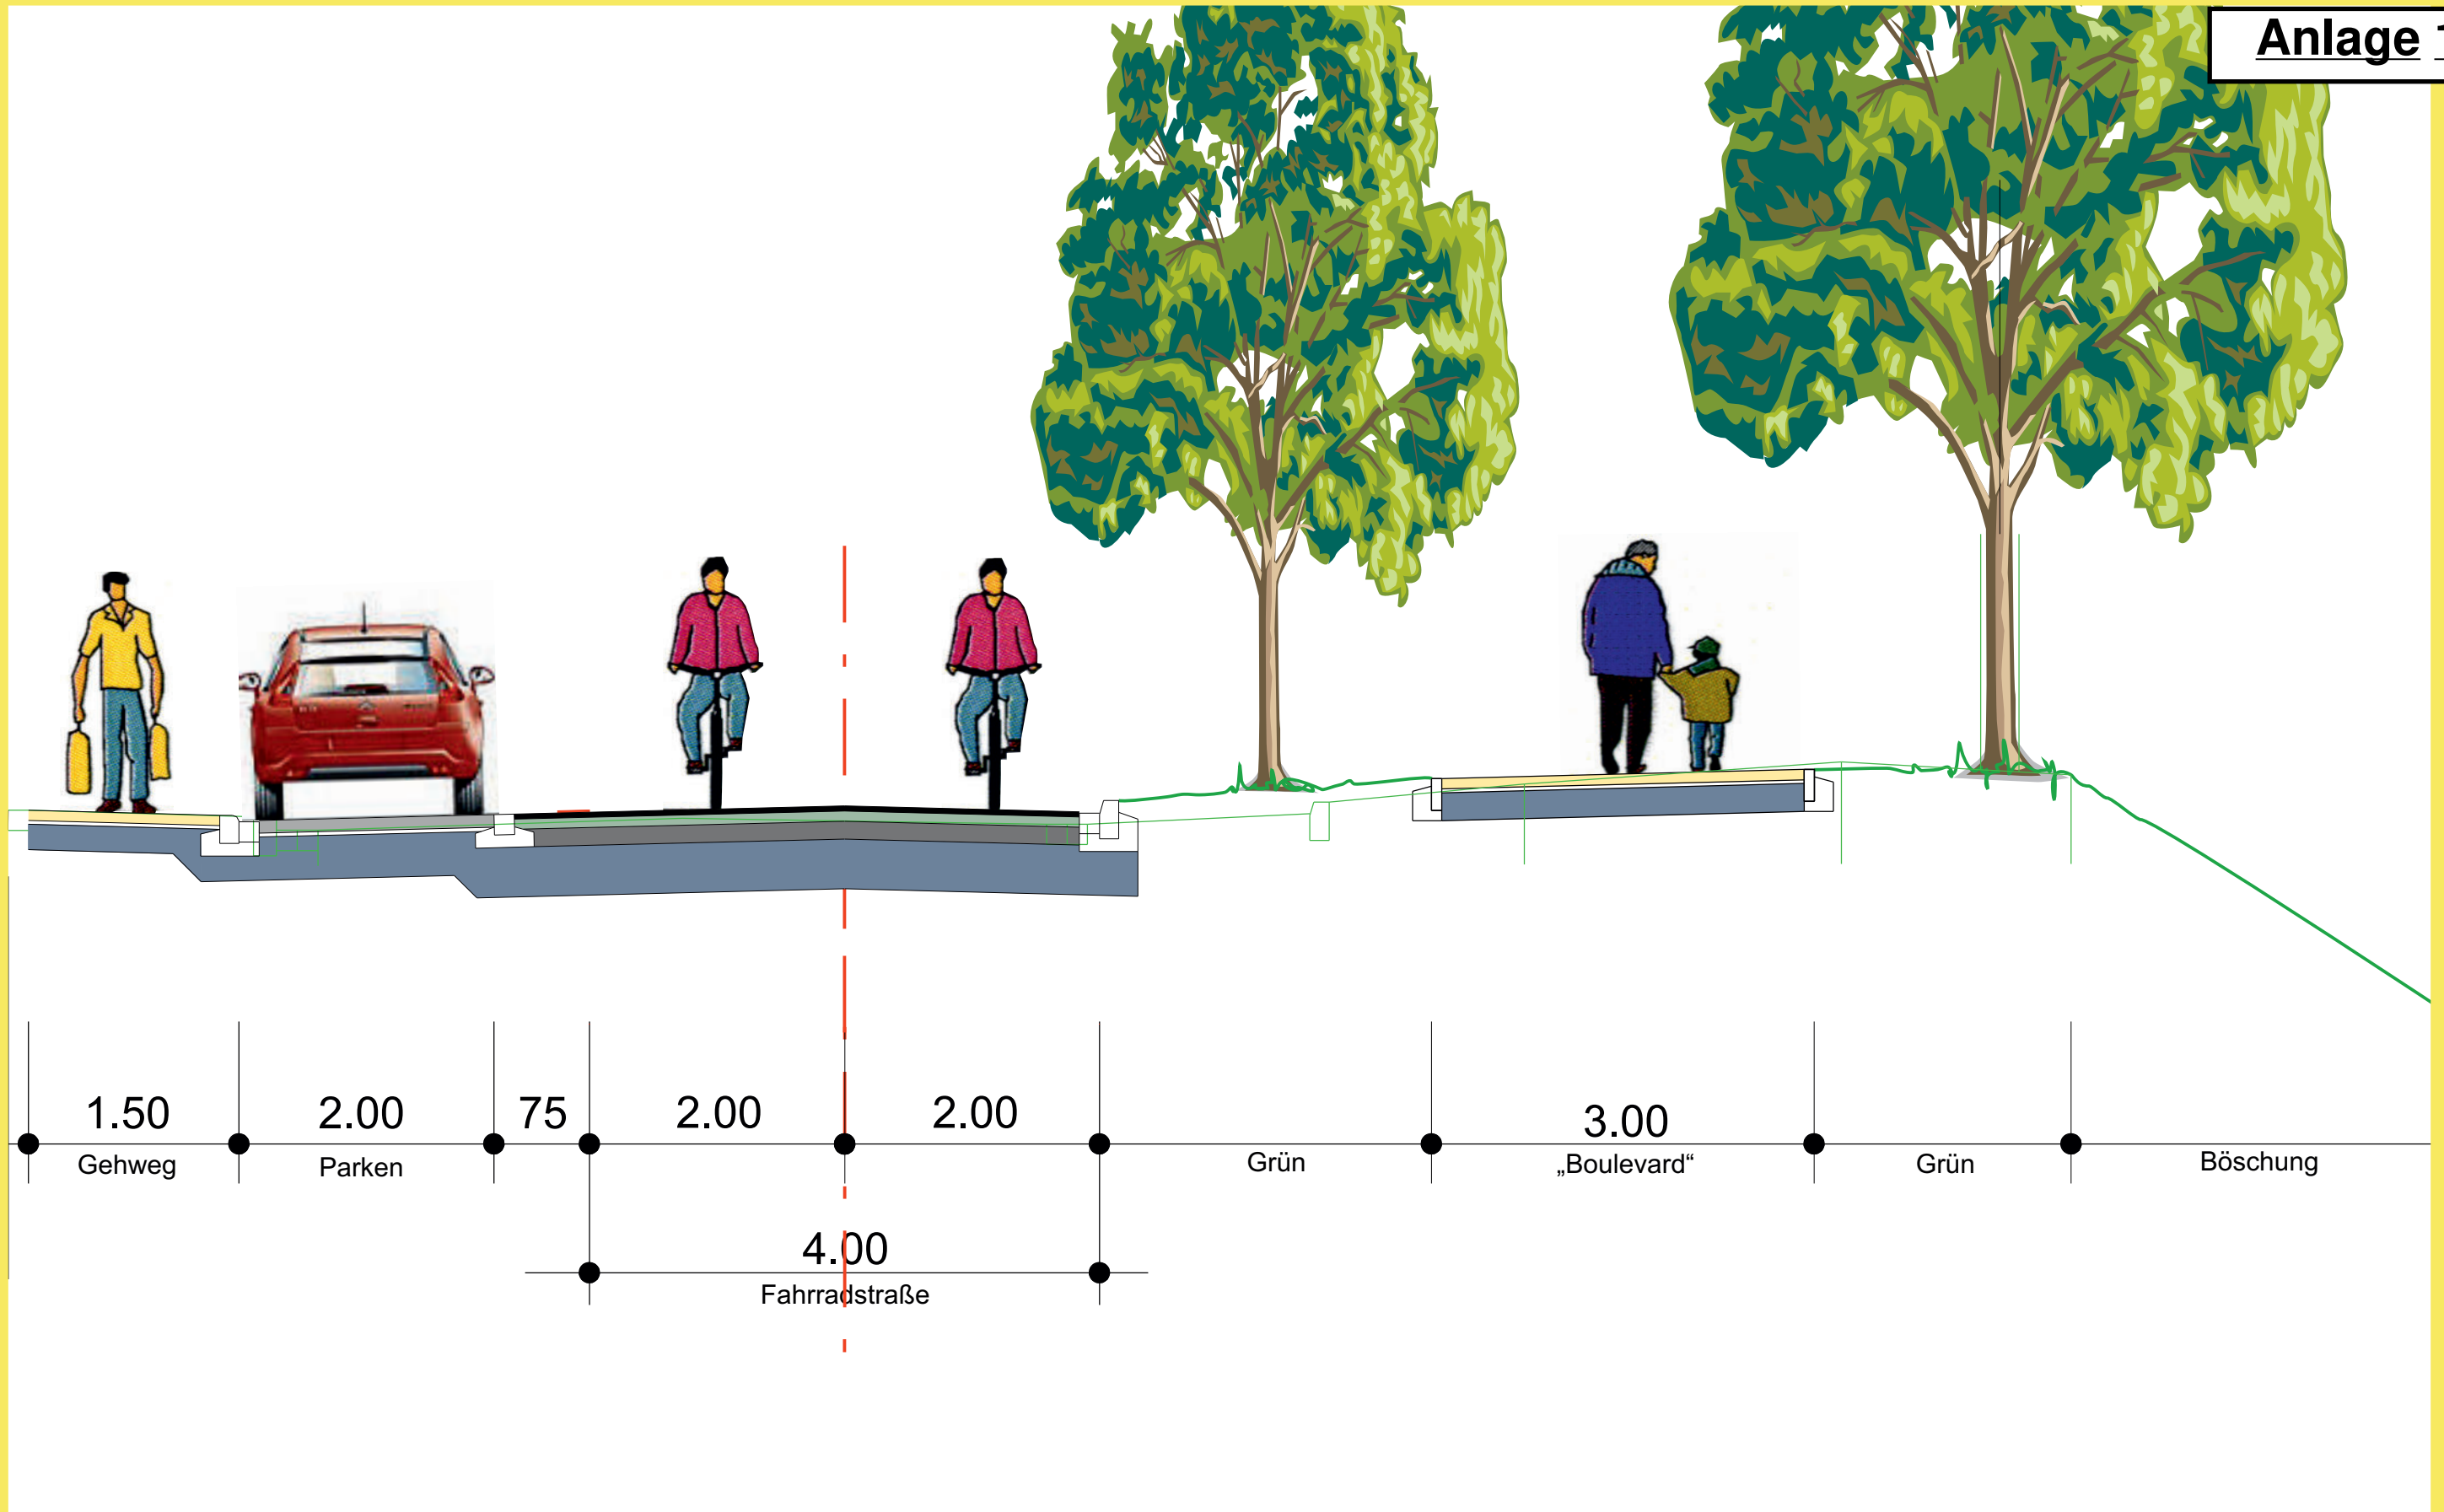 Anlage 1
1.50
2.00
75
2.00
2.00
3.00
Gehweg
Parken
Grün
„Boulevard“
Grün
Böschung
4.00
Fahrradstraße